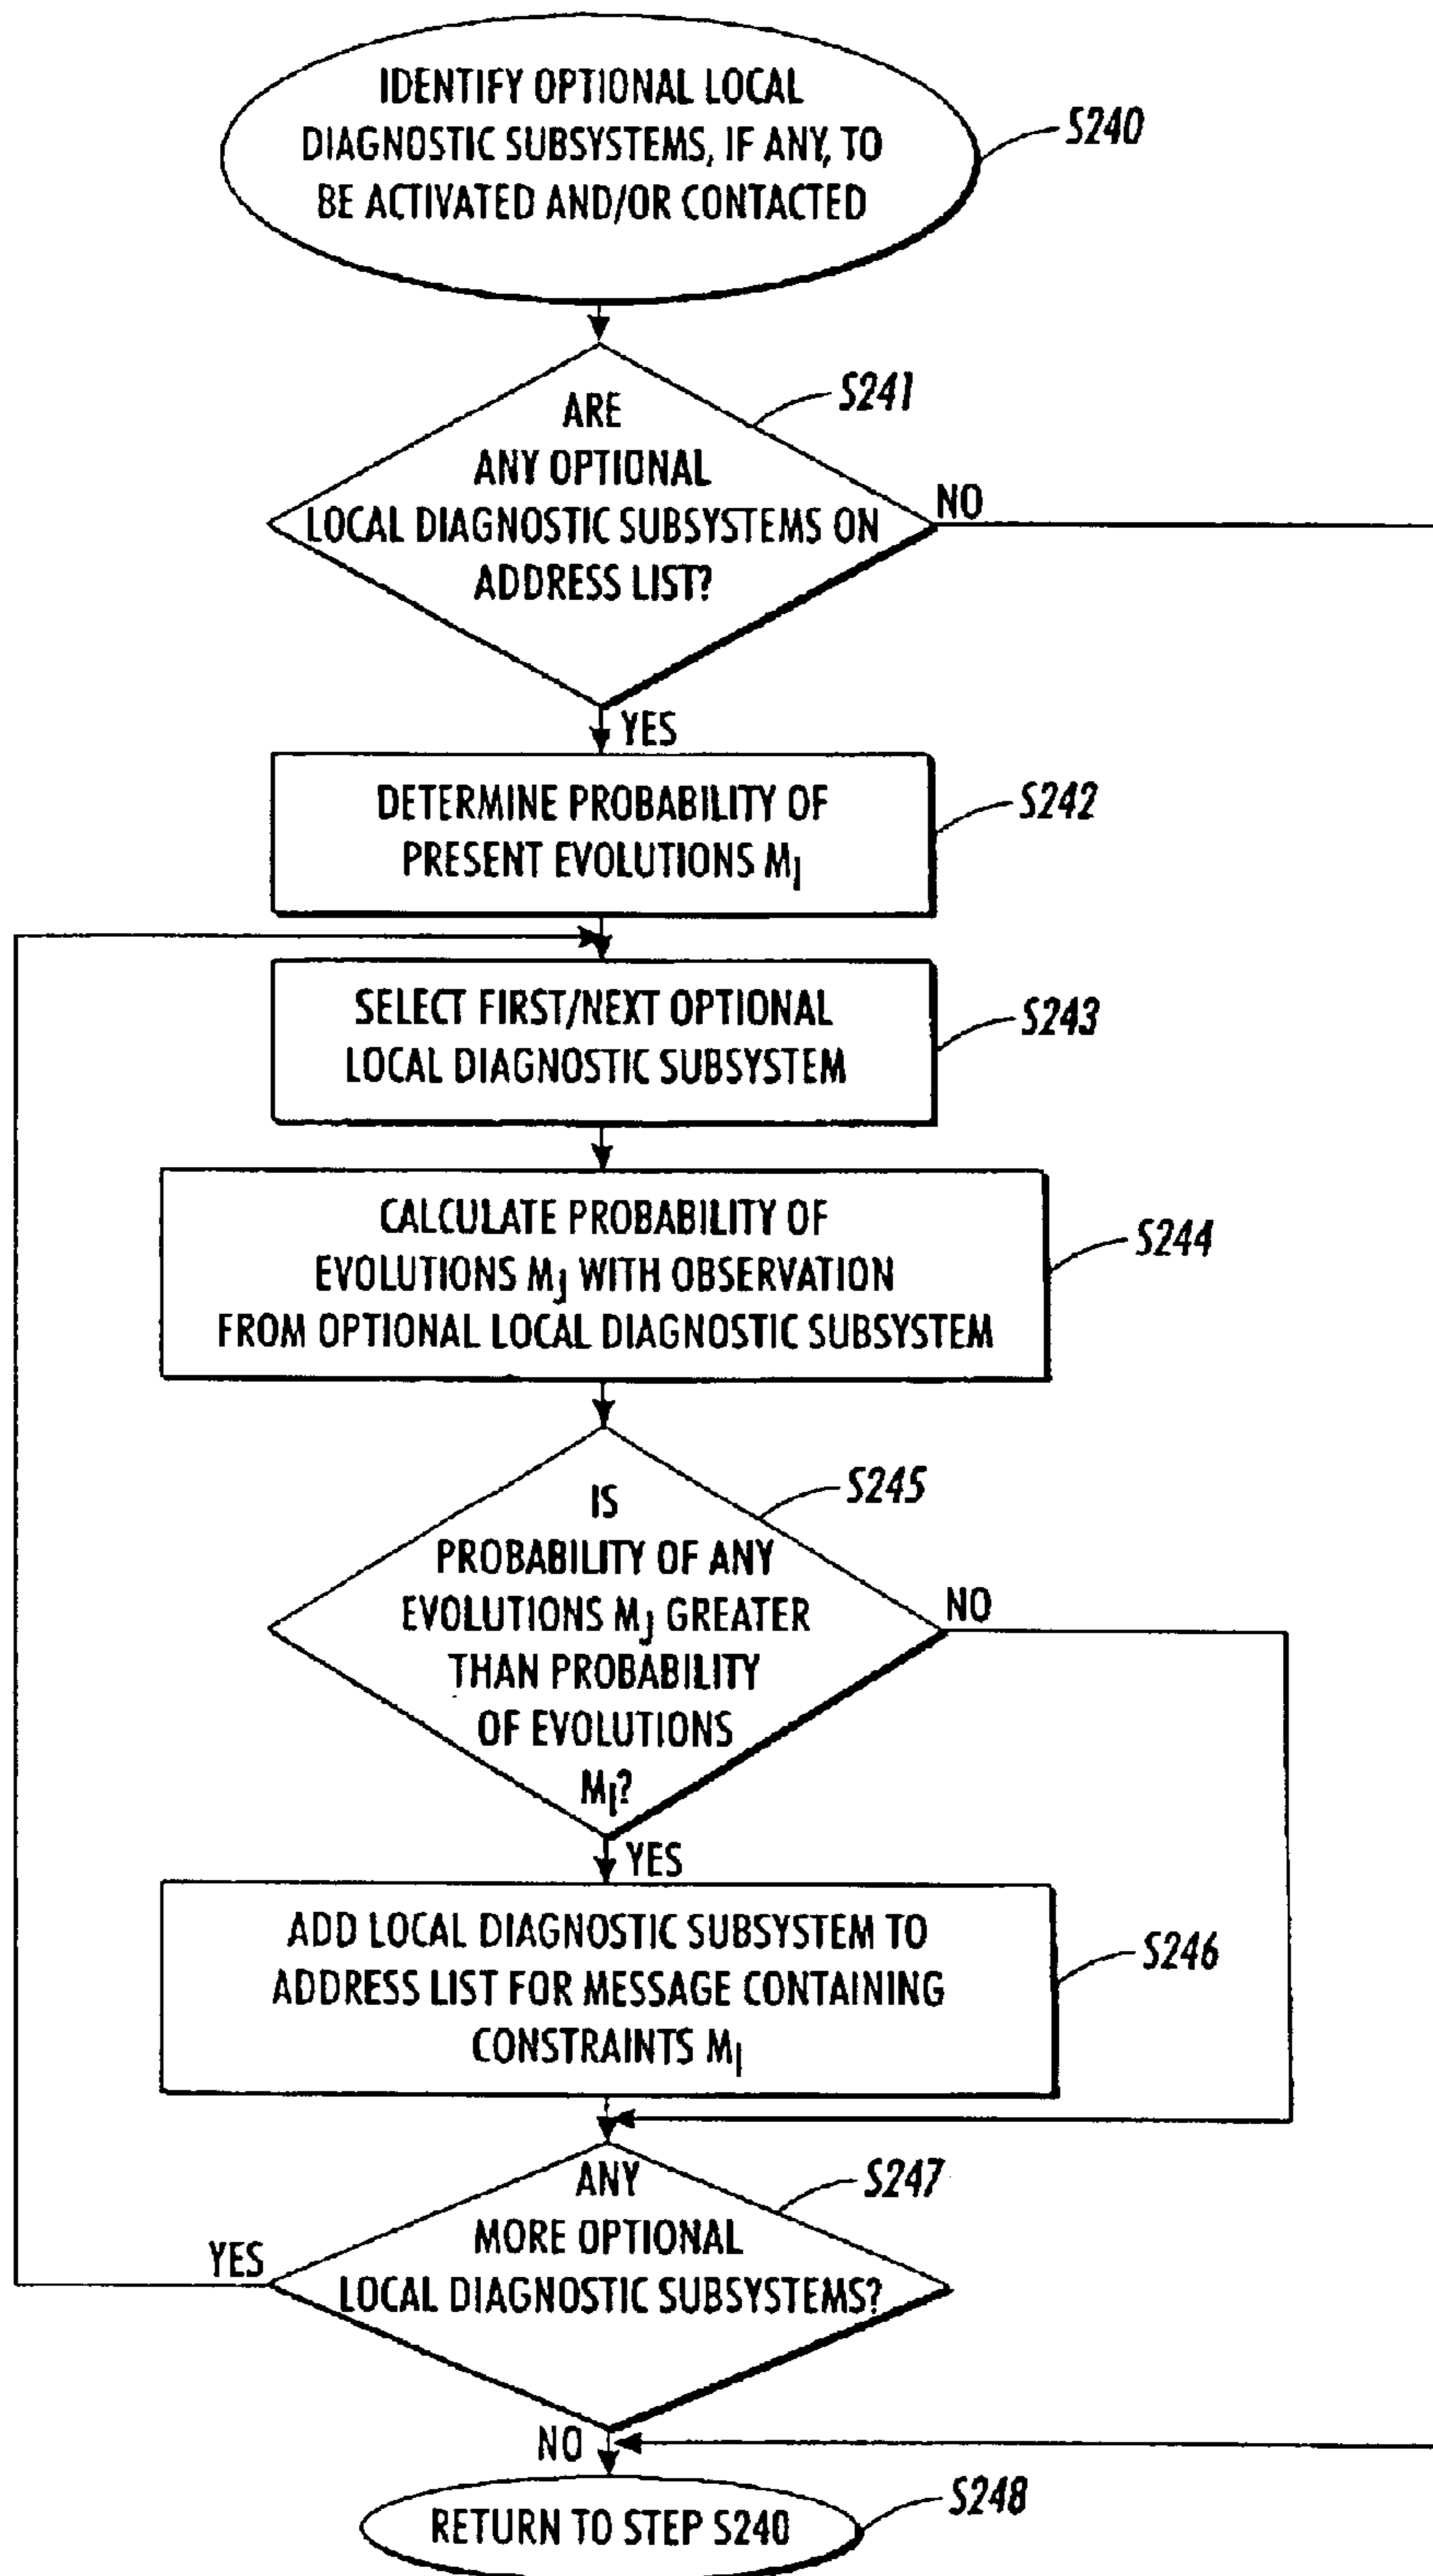 IDENTIFY OPTIONAL LOCAL
DIAGNOSTIC SUBSYSTEMS, IF ANY, TO
BE ACTIVATED AND/OR CONTACTED
S240
ARE
ANY OPTIONAL
LOCAL DIAGNOSTIC SUBSYSTEMS ON
ADDRESS LIST?
S241
NO
YES
DETERMINE PROBABILITY OF
PRESENT EVOLUTIONS MI
S242
SELECT FIRST/NEXT OPTIONAL
LOCAL DIAGNOSTIC SUBSYSTEM
S243
CALCULATE PROBABILITY OF
EVOLUTIONS MJ WITH OBSERVATION
FROM OPTIONAL LOCAL DIAGNOSTIC SUBSYSTEM
S244
IS
PROBABILITY OF ANY
EVOLUTIONS MJ GREATER
THAN PROBABILITY
OF EVOLUTIONS
MI?
S245
NO
YES
ADD LOCAL DIAGNOSTIC SUBSYSTEM TO
ADDRESS LIST FOR MESSAGE CONTAINING
CONSTRAINTS MI
S246
ANY
MORE OPTIONAL
LOCAL DIAGNOSTIC SUBSYSTEMS?
S247
YES
NO
RETURN TO STEP S240
S248